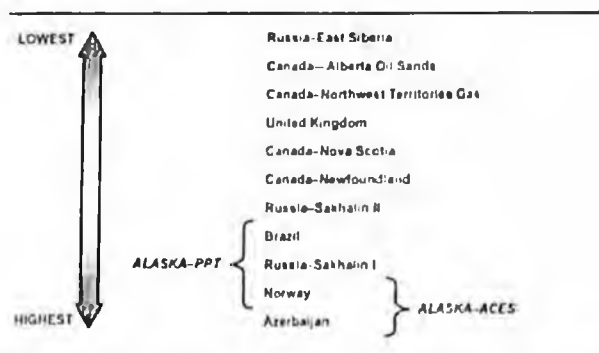 LOWEST
Russia-East Siberia
Canada-Alberta Oil Sands
Canada-Northwest Territories Gas
United Kingdom
Canada-Nova Scotia
Canada-Newfoundland
Russia-Sakhalin II
Brazil
ALASKA-PPT
Russia-Sakhalin I
Norway
ALASKA-ACES
HIGHEST
Azerbaijan